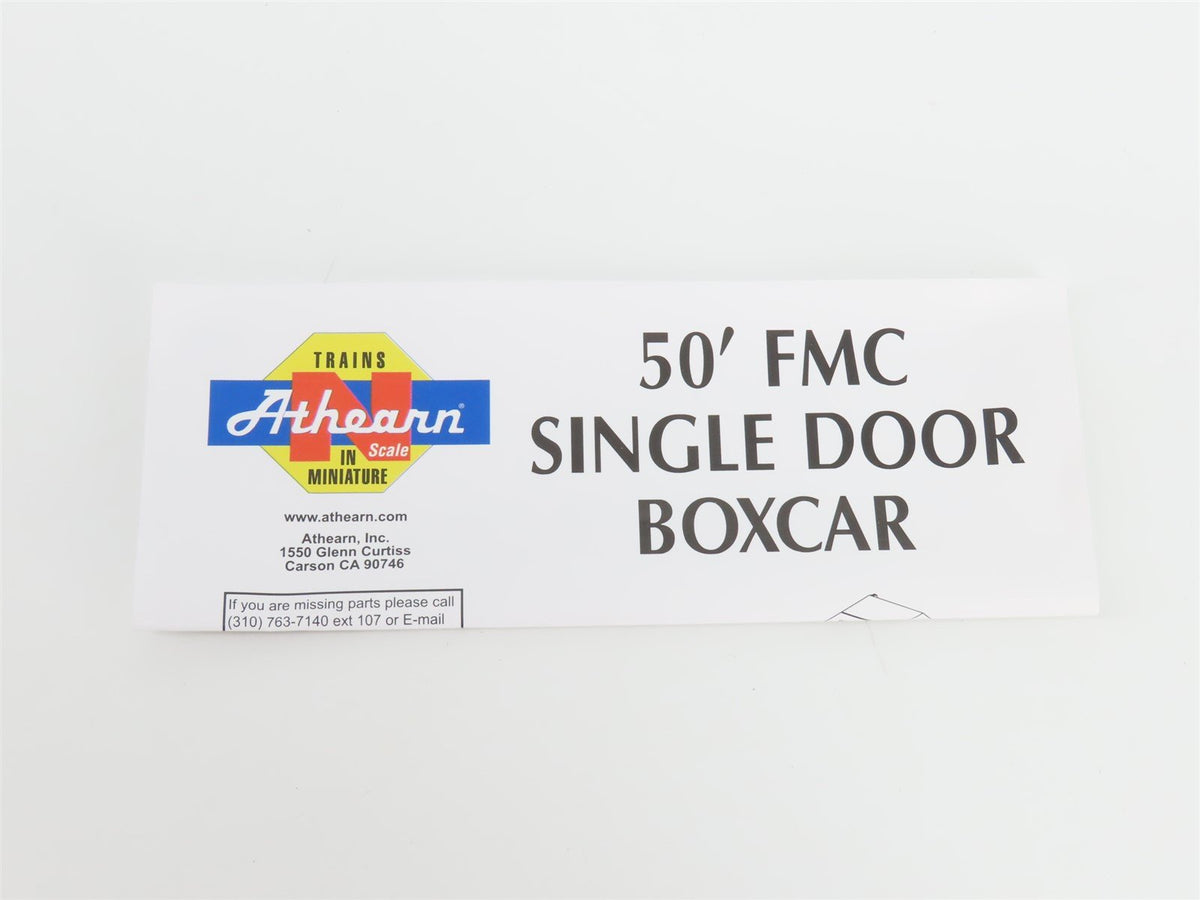 TRAINS
Athearn®
N Scale
IN
MINIATURE
www.athearn.com
Athearn, Inc.
1550 Glenn Curtiss
Carson CA 90746
If you are missing parts please call
(310) 763-7140 ext 107 or E-mail
50' FMC
SINGLE DOOR
BOXCAR